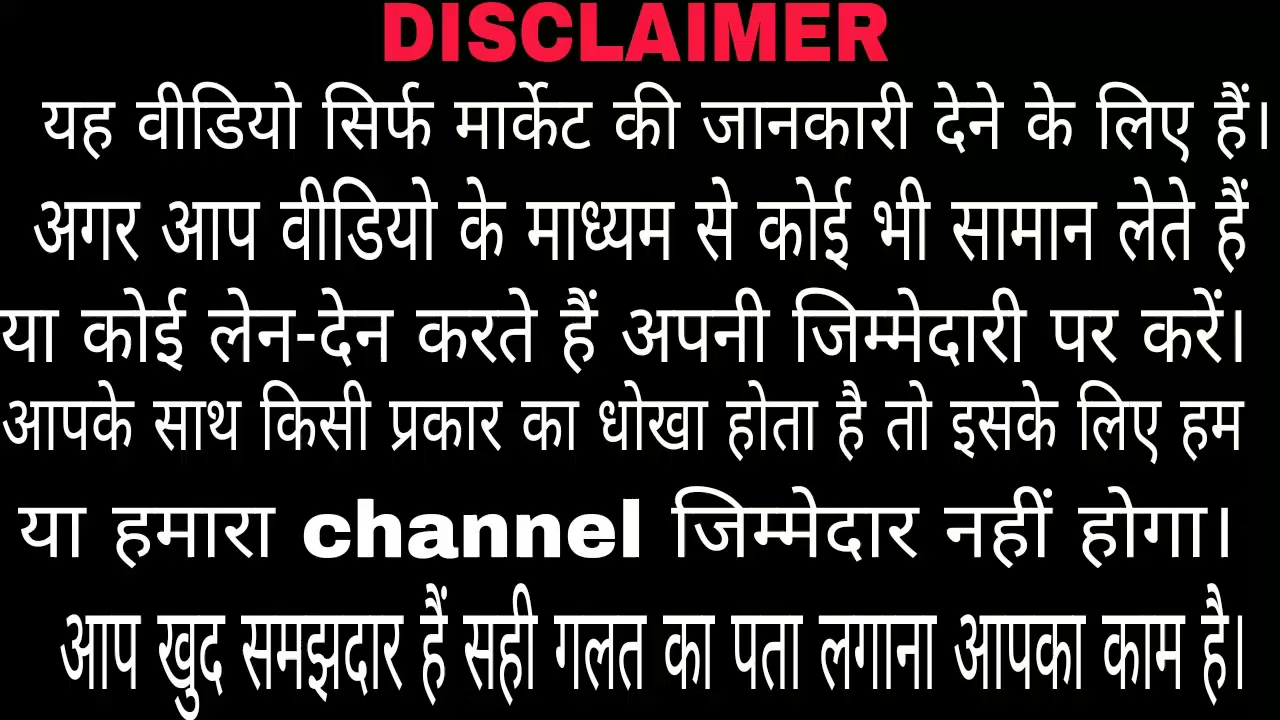 DISCLAIMER
यह वीडियो सिर्फ मार्केट की जानकारी देने के लिए हैं।
अगर आप वीडियो के माध्यम से कोई भी सामान लेते हैं
या कोई लेन-देन करते हैं अपनी जिम्मेदारी पर करें।
आपके साथ किसी प्रकार का धोखा होता है तो इसके लिए हम
या हमारा channel जिम्मेदार नहीं होगा।
आप खुद समझदार हैं सही गलत का पता लगाना आपका काम है।